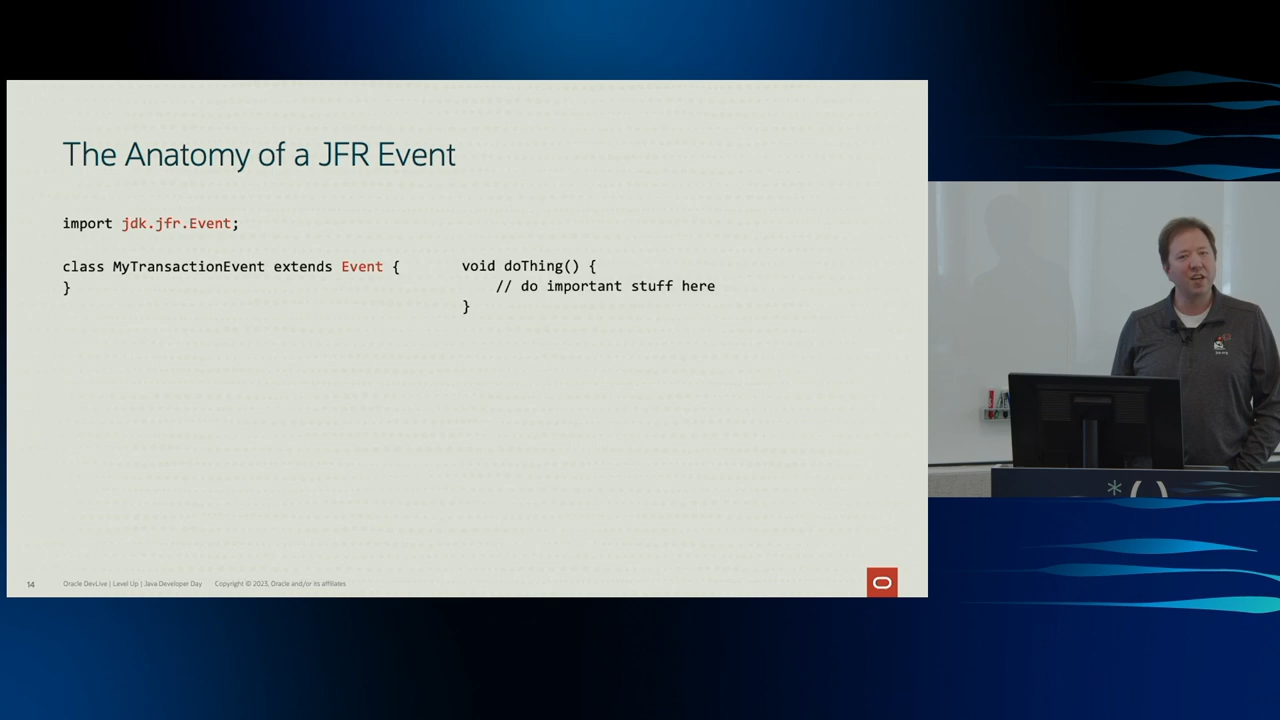 The Anatomy of a JFR Event
import jdk.jfr.Event;
class MyTransactionEvent extends Event {
}
void doThing() {
// do important stuff here
}
14
Oracle DevLive | Level Up | Java Developer Day
Copyright © 2023, Oracle and/or its affiliates
*()